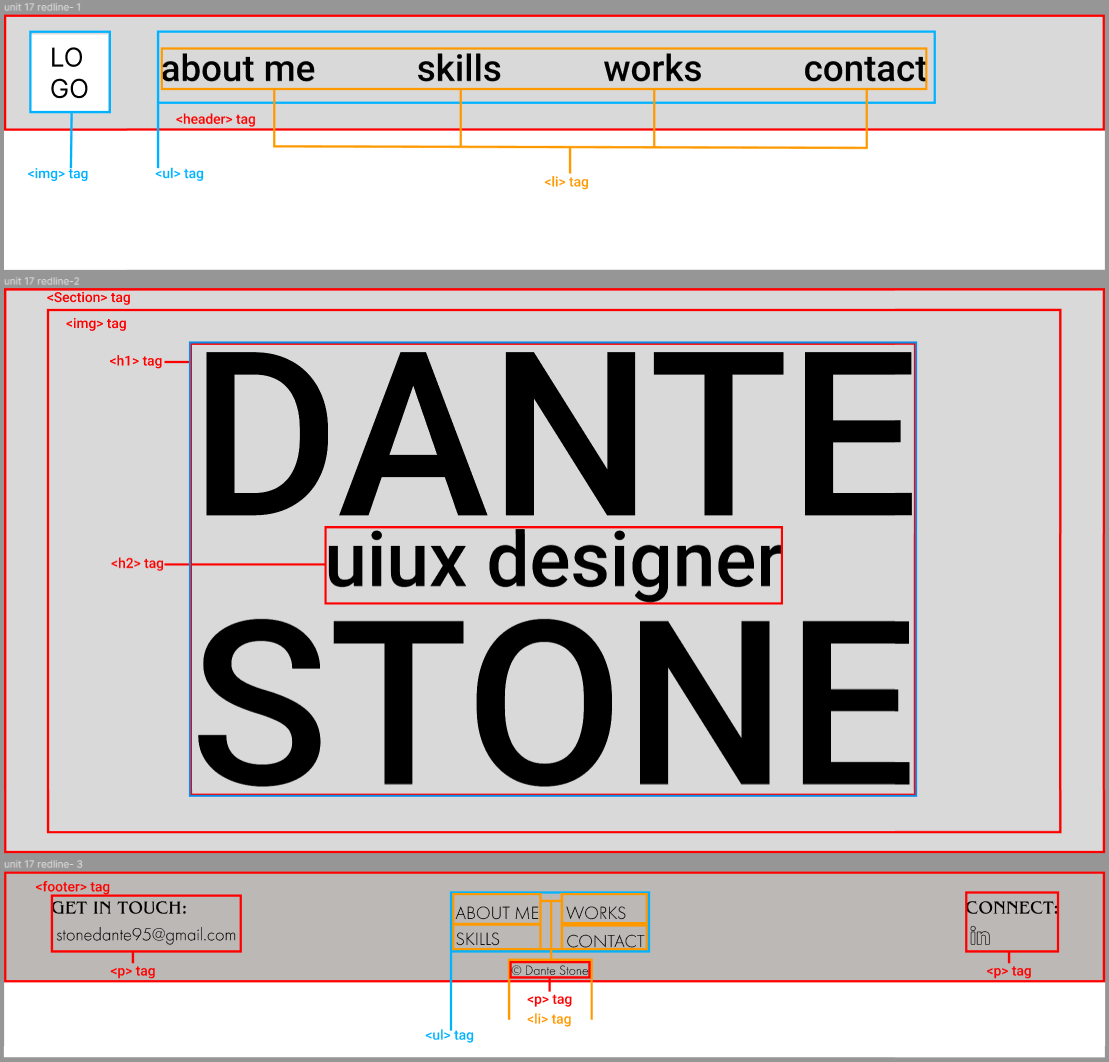 unit 17 redline- 1
LO
GO
about me skills works contact
<header> tag
<img> tag
<ul> tag
<li> tag
unit 17 redline-2
<Section> tag
<img> tag
<h1> tag
DANTE
<h2> tag
uiux designer
STONE
unit 17 redline- 3
<footer> tag
GET IN TOUCH:
stonedante95@gmail.com
<p> tag
ABOUT ME WORKS
SKILLS CONTACT
© Dante Stone
<p> tag
<li> tag
<ul> tag
CONNECT:
in
<p> tag